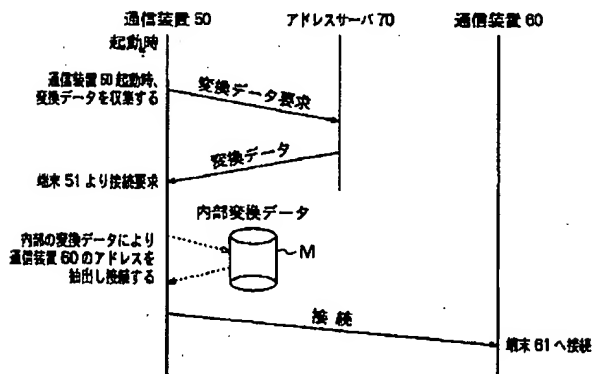 通信装置 50
アドレスサーバ 70
通信装置 60
起動時
通信装置 50 起動時、
変換データを収集する
変換データ要求
変換データ
端末 51 より接続要求
内部変換データ
内部の変換データにより
通信装置 60 のアドレスを
抽出し接続する
M
接 続
端末 61 へ接続